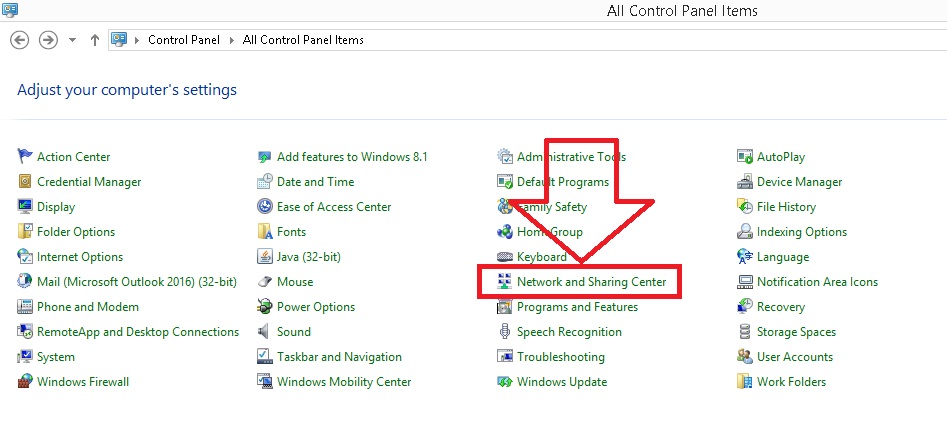 All Control Panel Items
Control Panel All Control Panel Items
Adjust your computer's settings
Action Center Add features to Windows 8.1 Administrative Tools AutoPlay
Credential Manager Date and Time Default Programs Device Manager
Display Ease of Access Center Family Safety File History
Folder Options Fonts HomeGroup Indexing Options
Internet Options Java (32-bit) Keyboard Language
Mail (Microsoft Outlook 2016) (32-bit) Mouse Network and Sharing Center Notification Area Icons
Phone and Modem Power Options Programs and Features Recovery
RemoteApp and Desktop Connections Sound Speech Recognition Storage Spaces
System Taskbar and Navigation Troubleshooting User Accounts
Windows Firewall Windows Mobility Center Windows Update Work Folders